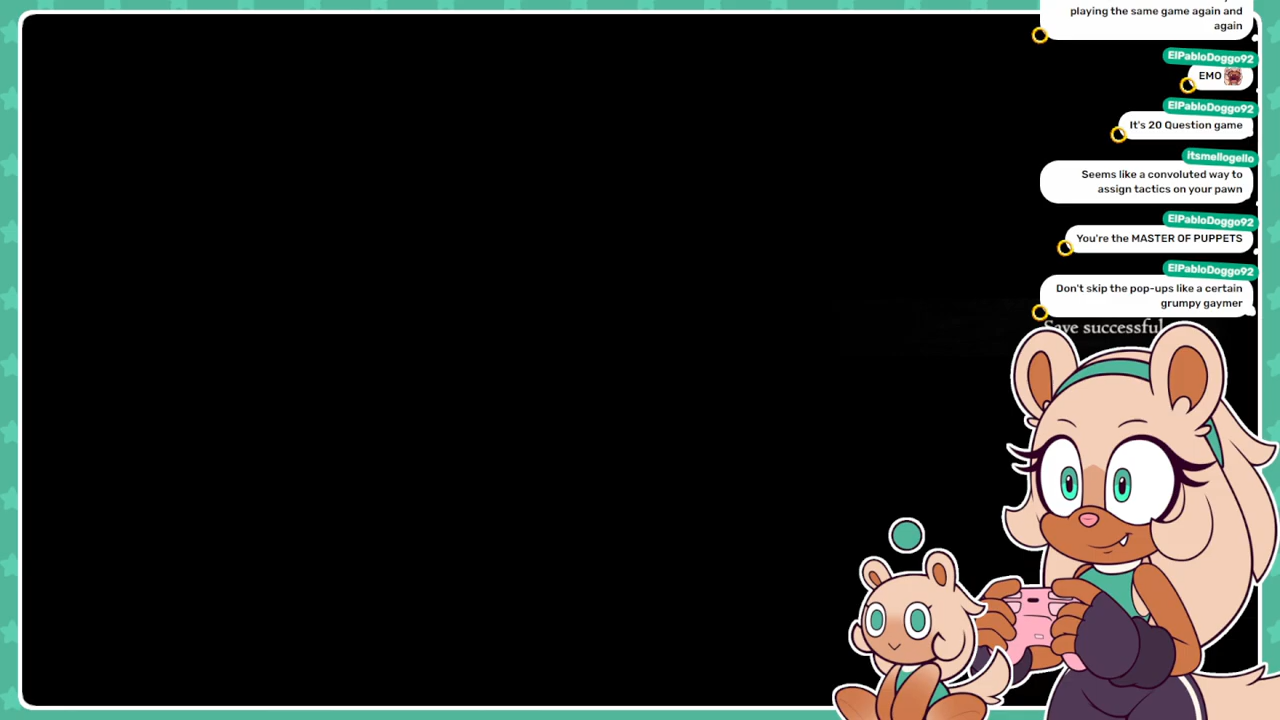 playing the same game again and
again
ElPabloDoggo92
EMO
ElPabloDoggo92
It's 20 Question game
Itsmellogello
Seems like a convoluted way to
assign tactics on your pawn
ElPabloDoggo92
You're the MASTER OF PUPPETS
ElPabloDoggo92
Don't skip the pop-ups like a certain
grumpy gaymer
Save successful